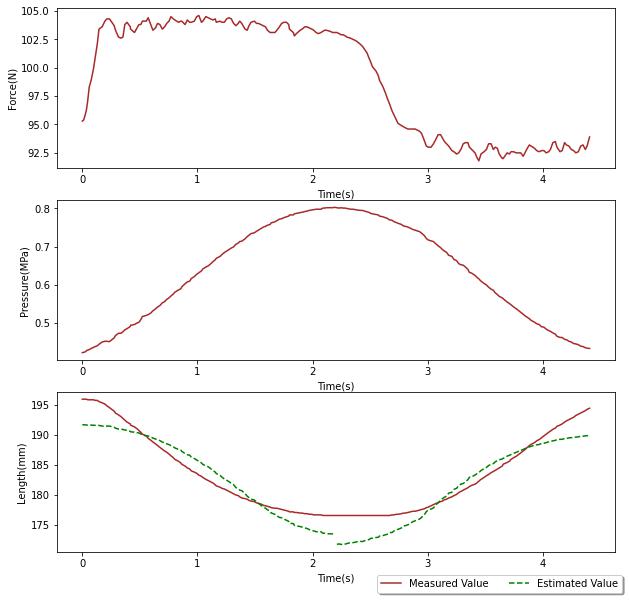 105.0
102.5
100.0
97.5
95.0
92.5
Force(N)
0 1 2 3 4
Time(s)
0.8
0.7
0.6
0.5
Pressure(MPa)
0 1 2 3 4
Time(s)
195
190
185
180
175
Length(mm)
0 1 2 3 4
Time(s)
Measured Value Estimated Value